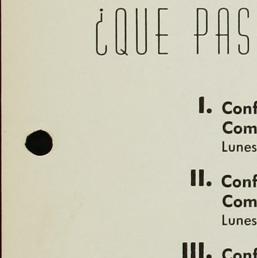 ¿QUE PAS
I. Conf
Com
Lunes
II. Conf
Com
Lunes
III. Conf